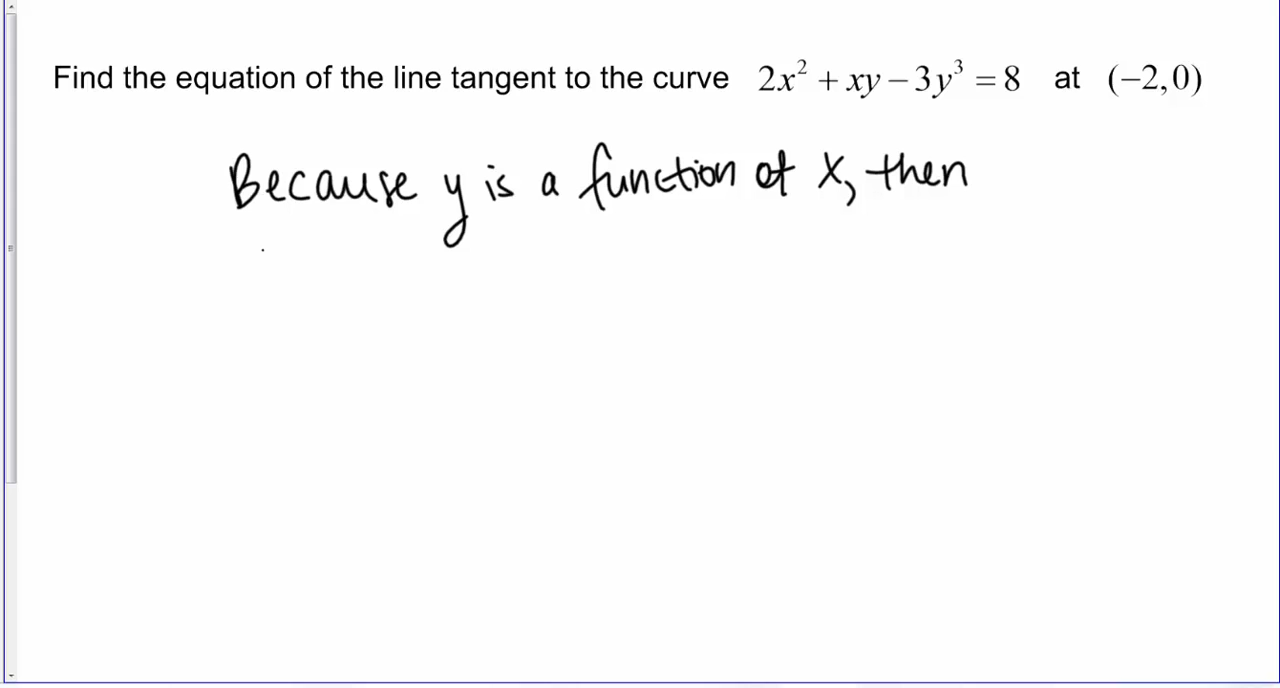 Find the equation of the line tangent to the curve 2x² + xy − 3y³ = 8 at (−2,0)
Because y is a function of x, then